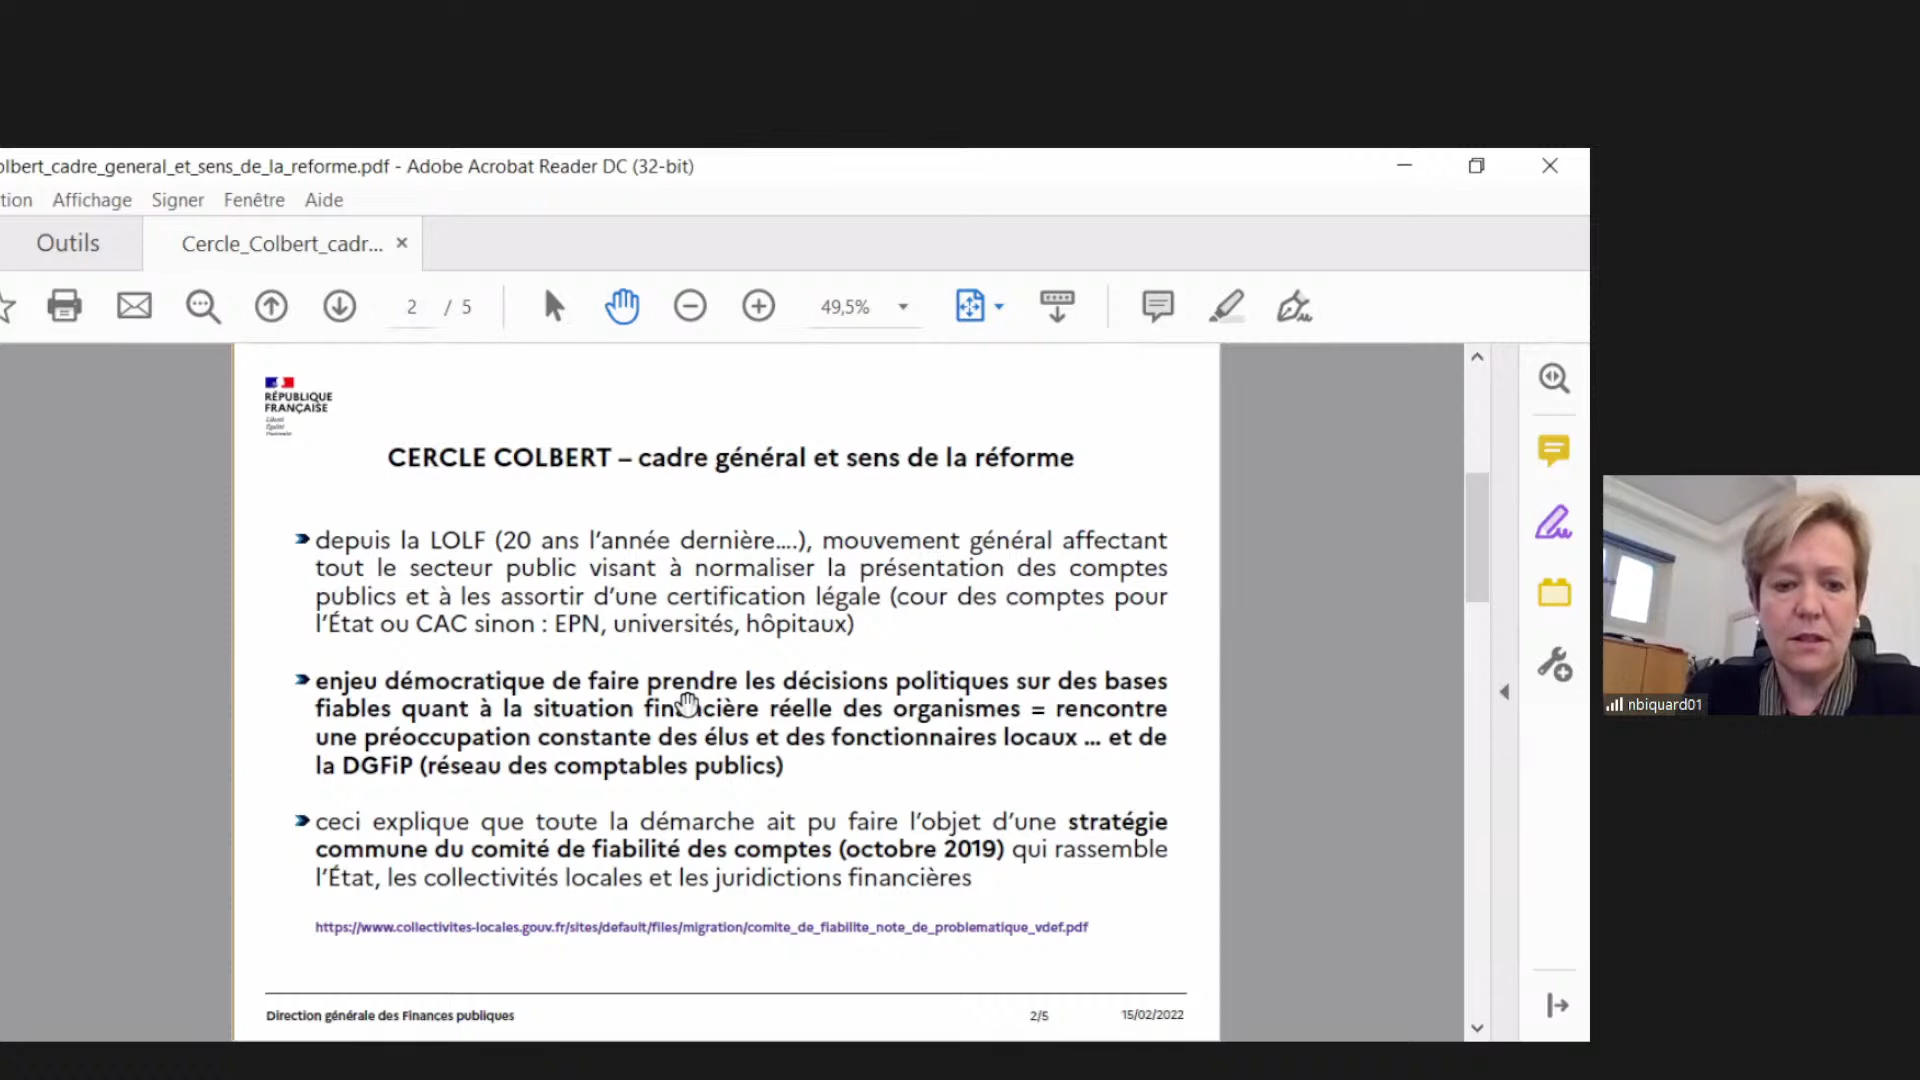 olbert_cadre_general_et_sens_de_la_reforme.pdf - Adobe Acrobat Reader DC (32-bit)
tion Affichage Signer Fenêtre Aide
Outils Cercle_Colbert_cadr... ×
2 / 5 49,5%
RÉPUBLIQUE
FRANÇAISE
Liberté
Égalité
Fraternité
CERCLE COLBERT – cadre général et sens de la réforme
depuis la LOLF (20 ans l’année dernière....), mouvement général affectant
tout le secteur public visant à normaliser la présentation des comptes
publics et à les assortir d’une certification légale (cour des comptes pour
l’État ou CAC sinon : EPN, universités, hôpitaux)
enjeu démocratique de faire prendre les décisions politiques sur des bases
fiables quant à la situation financière réelle des organismes = rencontre
une préoccupation constante des élus et des fonctionnaires locaux ... et de
la DGFiP (réseau des comptables publics)
ceci explique que toute la démarche ait pu faire l’objet d’une stratégie
commune du comité de fiabilité des comptes (octobre 2019) qui rassemble
l’État, les collectivités locales et les juridictions financières
https://www.collectivites-locales.gouv.fr/sites/default/files/migration/comite_de_fiabilite_note_de_problematique_vdef.pdf
Direction générale des Finances publiques 2/5 15/02/2022
nbiquard01